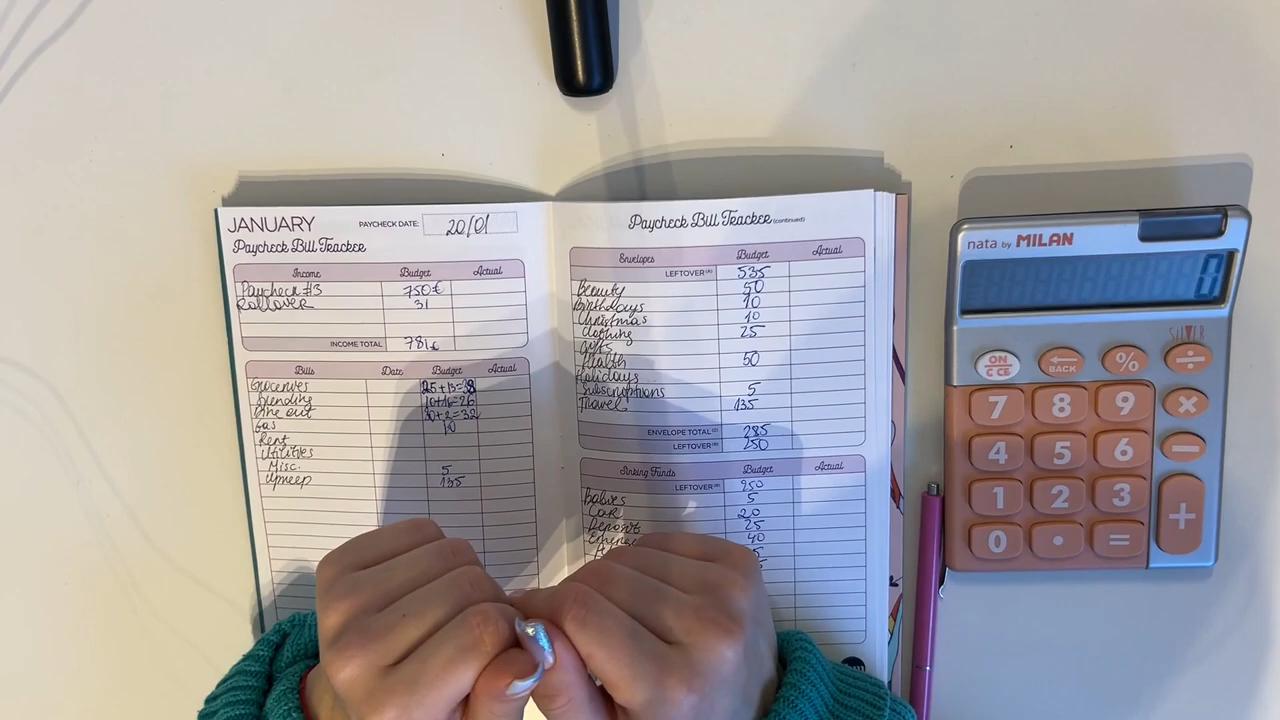 JANUARY PAYCHECK DATE: 20/01
Paycheck Bill Tracker
Income Budget Actual
Paycheck #3 750€
Rollover 31
INCOME TOTAL 781€
Bills Date Budget Actual
Groceries 25+13=38
Spending 10+16=26
Dine out 30+2=32
Gas 10
Rent
Utilities
Misc. 5
Upkeep 135
Paycheck Bill Tracker (continued)
Envelopes Budget Actual
LEFTOVER (A) 535
Beauty 50
Birthdays 10
Christmas 10
Clothing 25
Gifts
Health 50
Holidays
Subscriptions 5
Travel 135
ENVELOPE TOTAL 285
LEFTOVER (B) 250
Sinking Funds Budget Actual
LEFTOVER (B) 250
Babies 5
Car 20
Deposit 25
40
5
nata by MILAN
0
SILVER
ON
C CE
BACK
%
÷
7 8 9 ×
4 5 6 −
1 2 3 +
0 . =